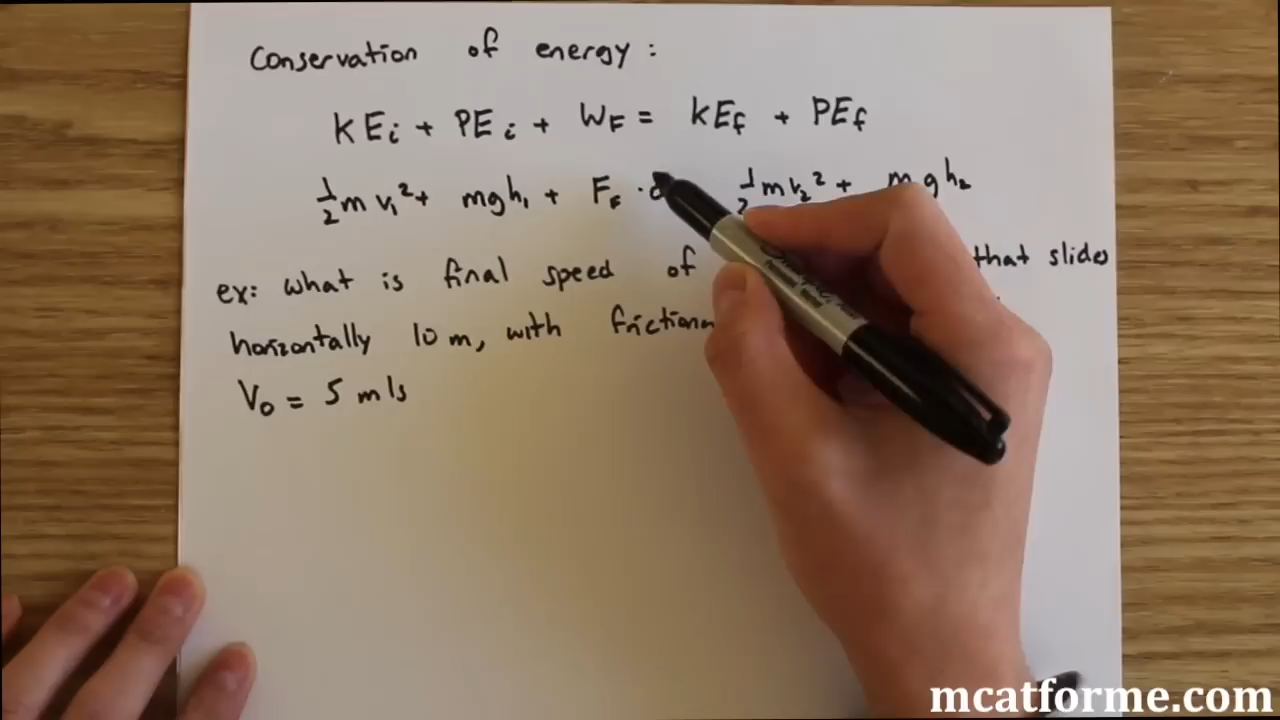 Conservation of energy:
KEi + PEi + WF = KEf + PEf
½mv₁² + mgh₁ + FF · ½mv₂² + mgh₂
ex: what is final speed of that slides
horizontally 10 m, with
V₀ = 5 m/s
mcatforme.com